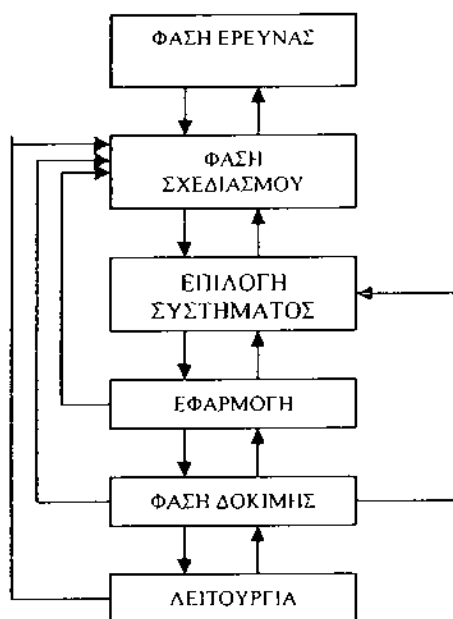 ΦΑΣΗ ΕΡΕΥΝΑΣ
ΦΑΣΗ
ΣΧΕΔΙΑΣΜΟΥ
ΕΠΙΛΟΓΗ
ΣΥΣΤΗΜΑΤΟΣ
ΕΦΑΡΜΟΓΗ
ΦΑΣΗ ΔΟΚΙΜΗΣ
ΛΕΙΤΟΥΡΓΙΑ